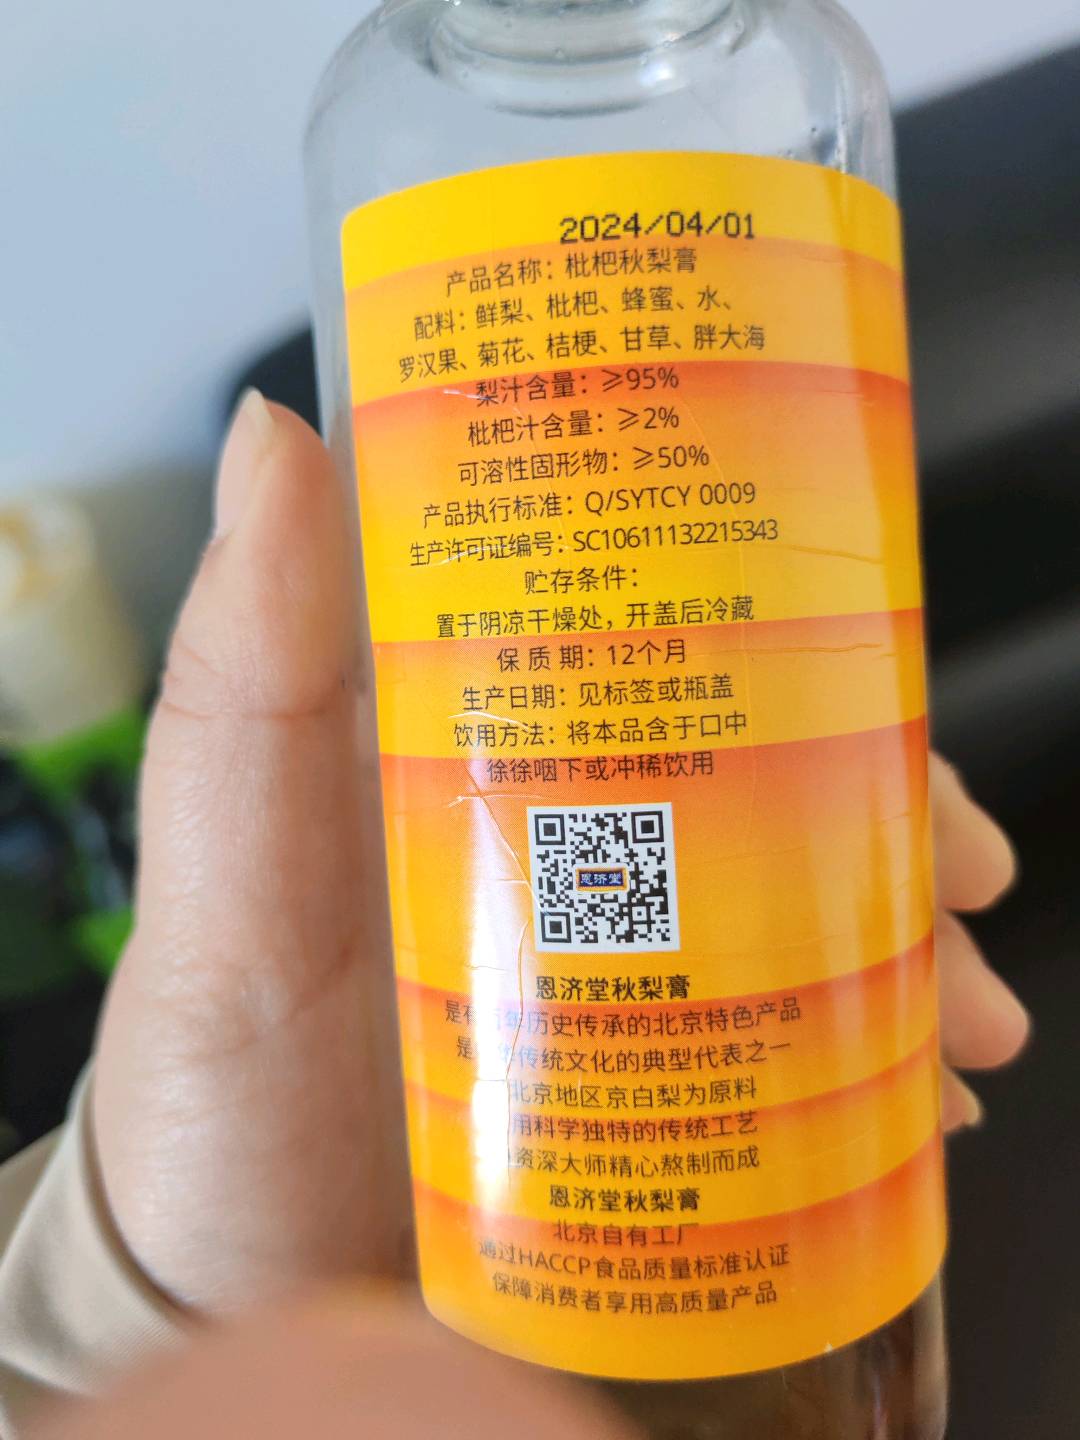 2024/04/01
产品名称：枇杷秋梨膏
配料：鲜梨、枇杷、蜂蜜、水、
罗汉果、菊花、桔梗、甘草、胖大海
梨汁含量：≥95%
枇杷汁含量：≥2%
可溶性固形物：≥50%
产品执行标准：Q/SYTCY 0009
生产许可证编号：SC10611132215343
贮存条件：
置于阴凉干燥处，开盖后冷藏
保 质 期：12个月
生产日期：见标签或瓶盖
饮用方法：将本品含于口中
徐徐咽下或冲稀饮用
恩济堂
恩济堂秋梨膏
是有百年历史传承的北京特色产品
是 传统文化的典型代表之一
北京地区京白梨为原料
用科学独特的传统工艺
资深大师精心熬制而成
恩济堂秋梨膏
北京自有工厂
通过HACCP食品质量标准认证
保障消费者享用高质量产品